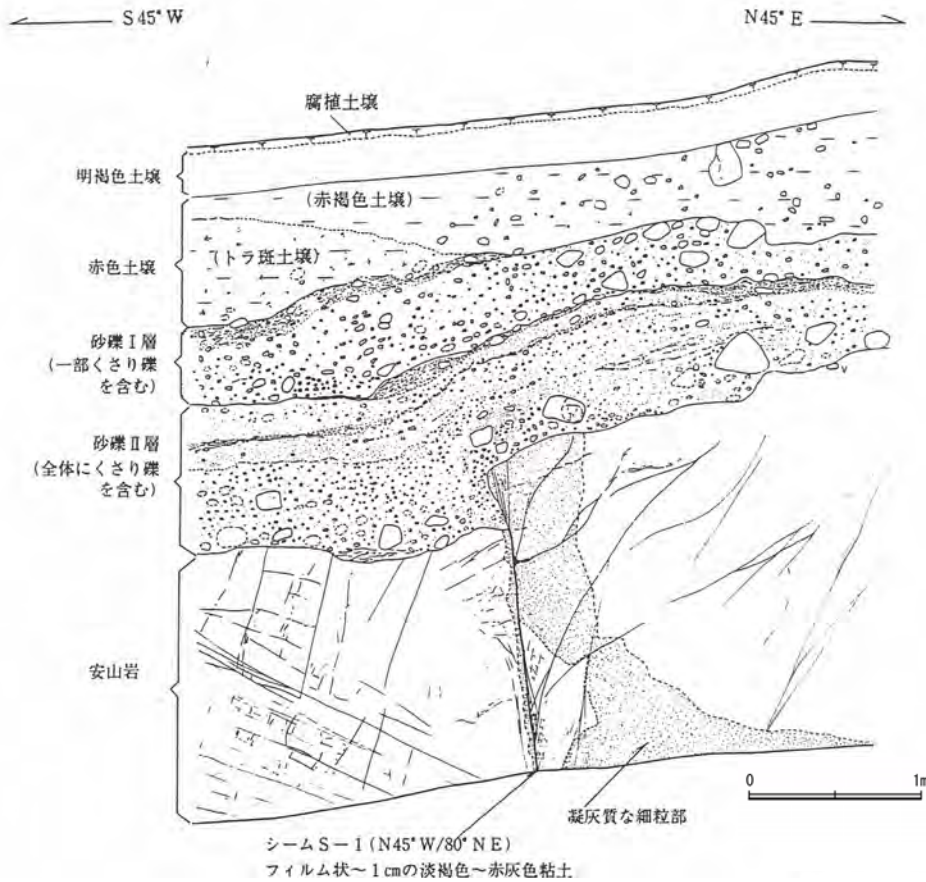 S 45° W
N 45° E
腐植土壌
明褐色土壌
(赤褐色土壌)
(トラ斑土壌)
赤色土壌
砂礫Ⅰ層
(一部くさり礫
を含む)
砂礫Ⅱ層
(全体にくさり礫
を含む)
安山岩
0 1m
凝灰質な細粒部
シームS-1 (N45°W/80°NE)
フィルム状~1㎝の淡褐色~赤灰色粘土